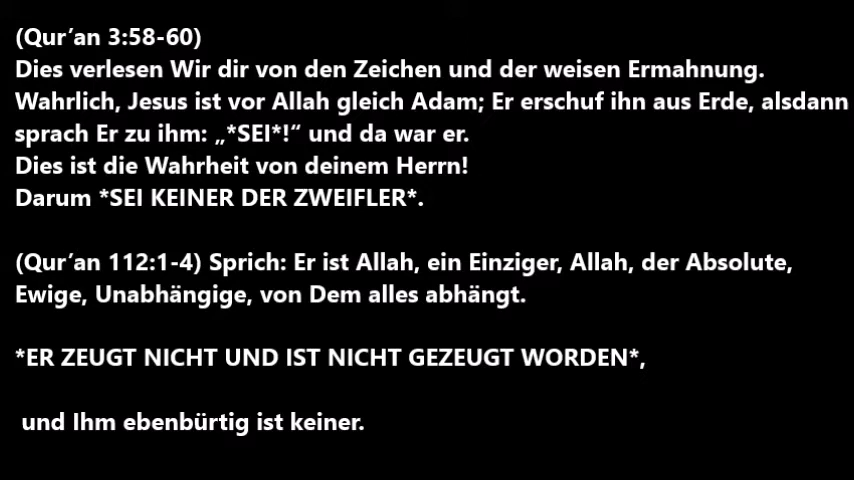 (Qur’an 3:58-60)
Dies verlesen Wir dir von den Zeichen und der weisen Ermahnung.
Wahrlich, Jesus ist vor Allah gleich Adam; Er erschuf ihn aus Erde, alsdann
sprach Er zu ihm: „*SEI*!“ und da war er.
Dies ist die Wahrheit von deinem Herrn!
Darum *SEI KEINER DER ZWEIFLER*.
(Qur’an 112:1-4) Sprich: Er ist Allah, ein Einziger, Allah, der Absolute,
Ewige, Unabhängige, von Dem alles abhängt.
*ER ZEUGT NICHT UND IST NICHT GEZEUGT WORDEN*,
und Ihm ebenbürtig ist keiner.